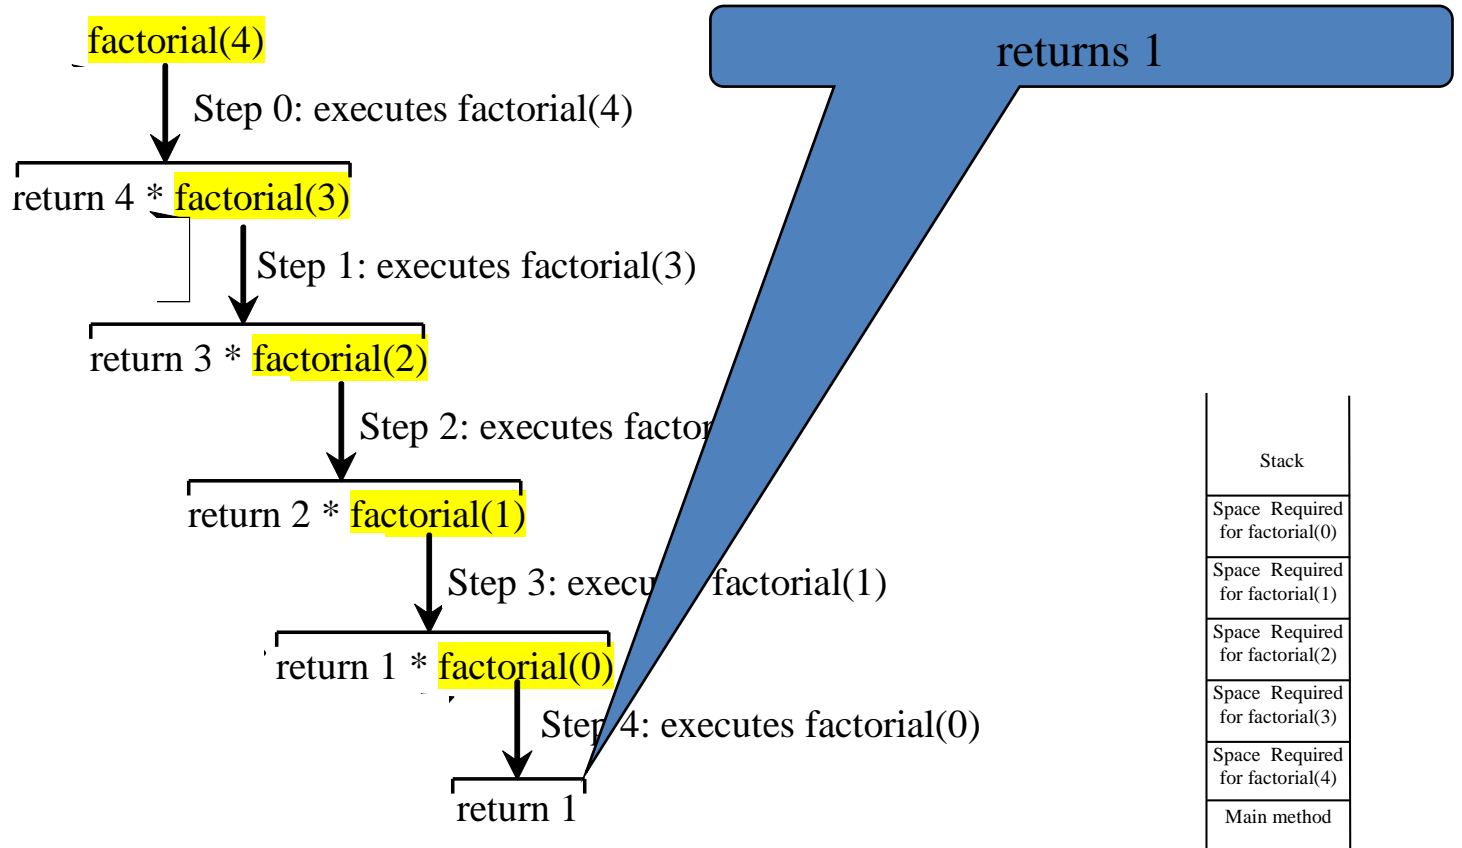 factorial(4)
returns 1
Step 0: executes factorial(4)
return 4 * factorial(3)
Step 1: executes factorial(3)
return 3 * factorial(2)
Step 2: executes factor
return 2 * factorial(1)
Step 3: execu factorial(1)
return 1 * factorial(0)
Step 4: executes factorial(0)
return 1
Stack
Space Required
for factorial(0)
Space Required
for factorial(1)
Space Required
for factorial(2)
Space Required
for factorial(3)
Space Required
for factorial(4)
Main method